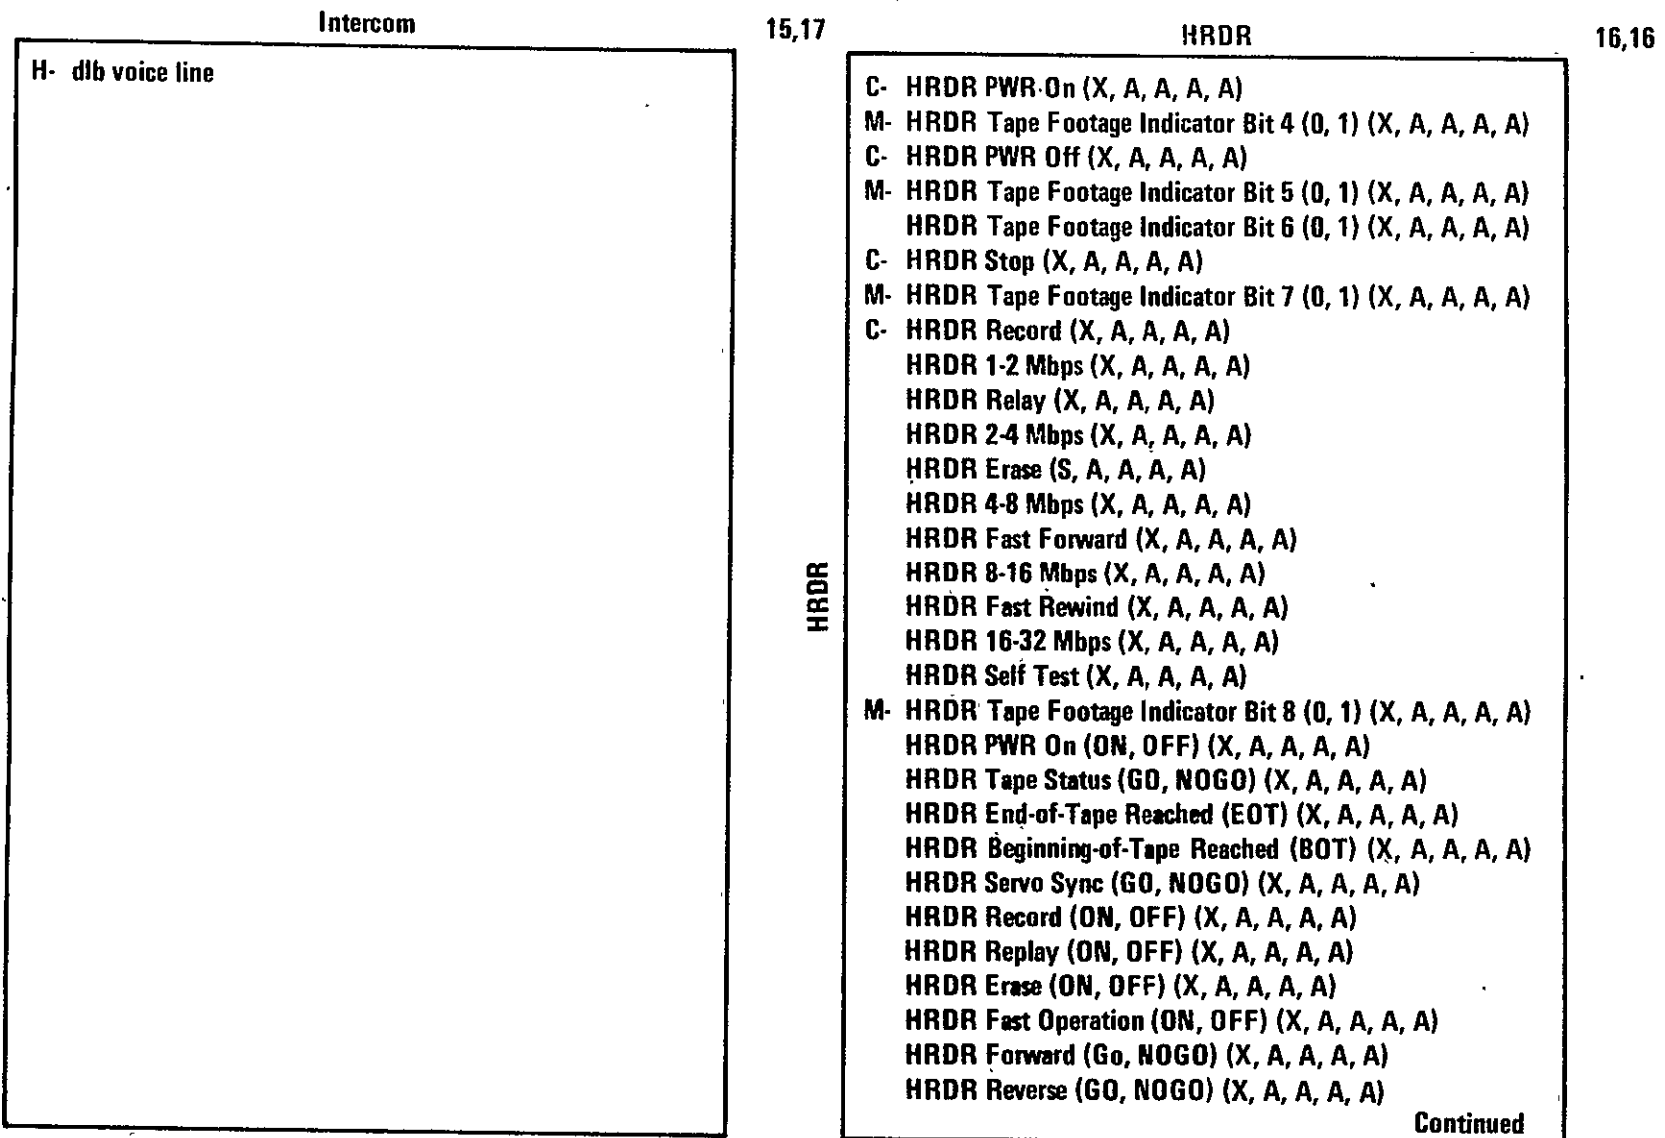 Intercom
15,17
H- dlb voice line
HRDR
16,16
HRDR
C- HRDR PWR On (X, A, A, A, A)
M- HRDR Tape Footage Indicator Bit 4 (0, 1) (X, A, A, A, A)
C- HRDR PWR Off (X, A, A, A, A)
M- HRDR Tape Footage Indicator Bit 5 (0, 1) (X, A, A, A, A)
HRDR Tape Footage Indicator Bit 6 (0, 1) (X, A, A, A, A)
C- HRDR Stop (X, A, A, A, A)
M- HRDR Tape Footage Indicator Bit 7 (0, 1) (X, A, A, A, A)
C- HRDR Record (X, A, A, A, A)
HRDR 1-2 Mbps (X, A, A, A, A)
HRDR Relay (X, A, A, A, A)
HRDR 2-4 Mbps (X, A, A, A, A)
HRDR Erase (S, A, A, A, A)
HRDR 4-8 Mbps (X, A, A, A, A)
HRDR Fast Forward (X, A, A, A, A)
HRDR 8-16 Mbps (X, A, A, A, A)
HRDR Fast Rewind (X, A, A, A, A)
HRDR 16-32 Mbps (X, A, A, A, A)
HRDR Self Test (X, A, A, A, A)
M- HRDR Tape Footage Indicator Bit 8 (0, 1) (X, A, A, A, A)
HRDR PWR On (ON, OFF) (X, A, A, A, A)
HRDR Tape Status (GO, NOGO) (X, A, A, A, A)
HRDR End-of-Tape Reached (EOT) (X, A, A, A, A)
HRDR Beginning-of-Tape Reached (BOT) (X, A, A, A, A)
HRDR Servo Sync (GO, NOGO) (X, A, A, A, A)
HRDR Record (ON, OFF) (X, A, A, A, A)
HRDR Replay (ON, OFF) (X, A, A, A, A)
HRDR Erase (ON, OFF) (X, A, A, A, A)
HRDR Fast Operation (ON, OFF) (X, A, A, A, A)
HRDR Forward (Go, NOGO) (X, A, A, A, A)
HRDR Reverse (GO, NOGO) (X, A, A, A, A)
Continued